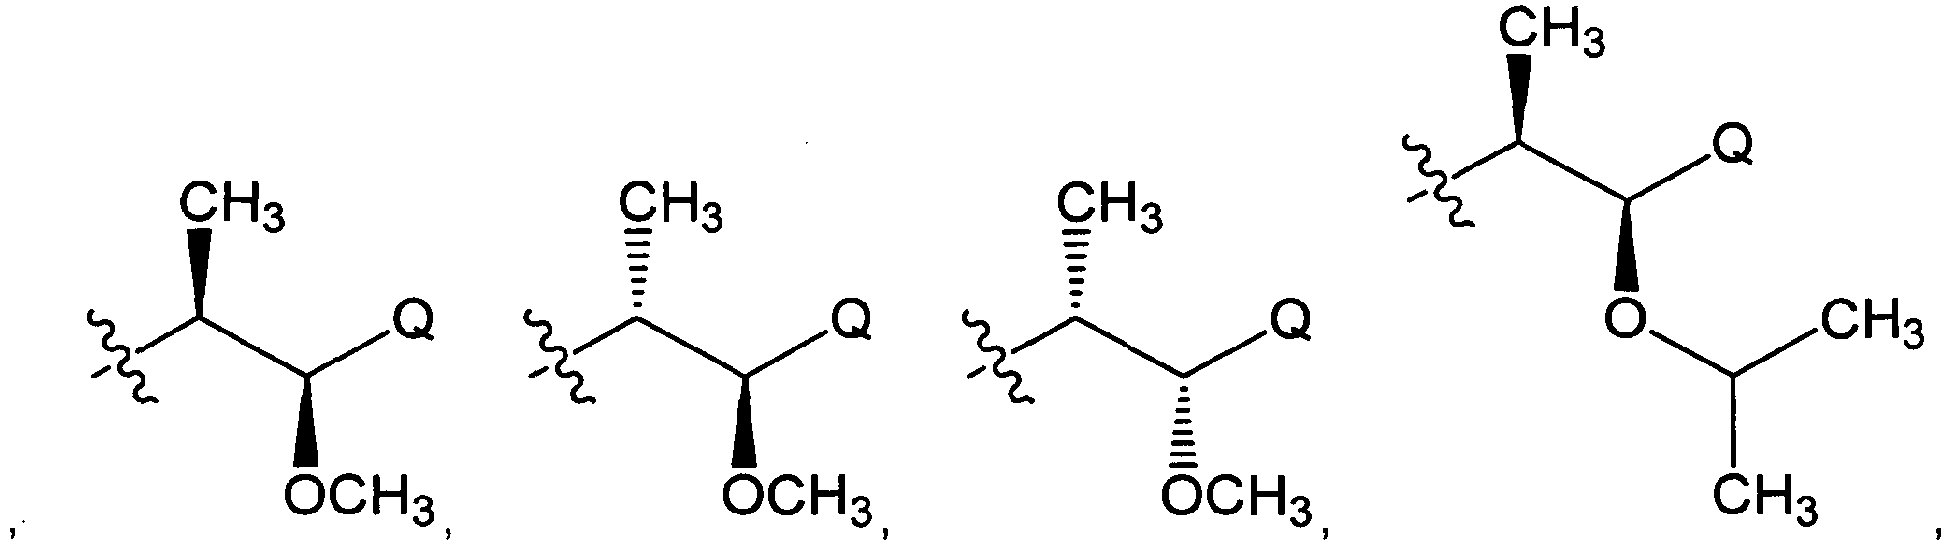 CH3
CH3 CH3 CH3 Q
Q Q Q O CH3
, OCH3, OCH3, OCH3, CH3 ,